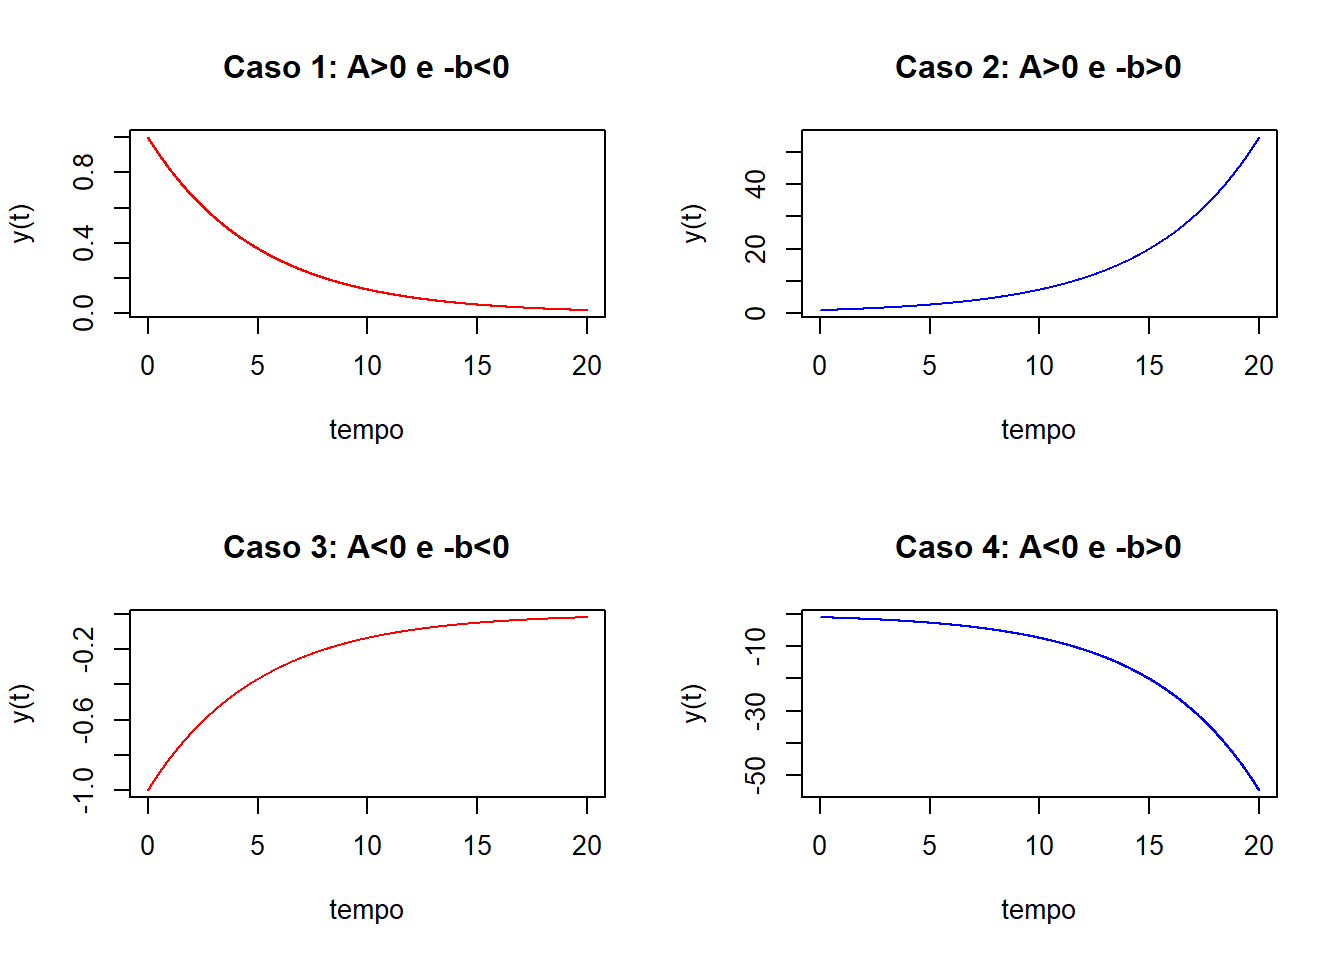 Caso 1: A>0 e -b<0
y(t)
0.8
0.4
0.0
0 5 10 15 20
tempo
Caso 2: A>0 e -b>0
y(t)
40
20
0
0 5 10 15 20
tempo
Caso 3: A<0 e -b<0
y(t)
-0.2
-0.6
-1.0
0 5 10 15 20
tempo
Caso 4: A<0 e -b>0
y(t)
-10
-30
-50
0 5 10 15 20
tempo